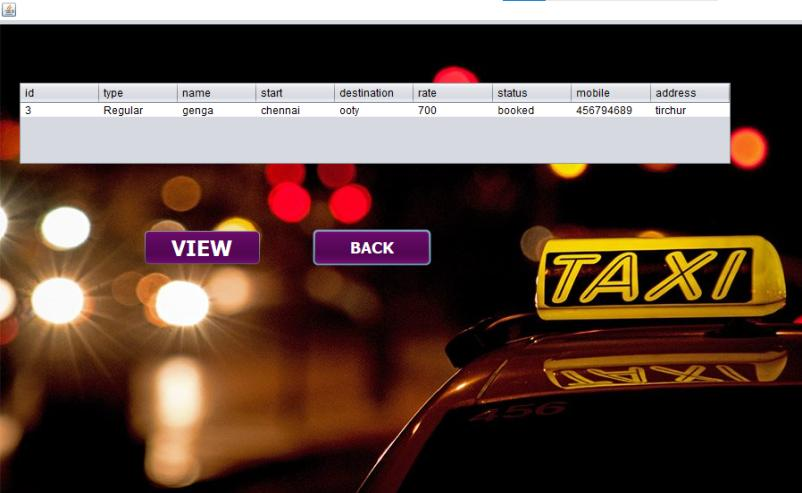 id type name start destination rate status mobile address
3 Regular genga chennai ooty 700 booked 456794689 tirchur
VIEW BACK
TAXI
456